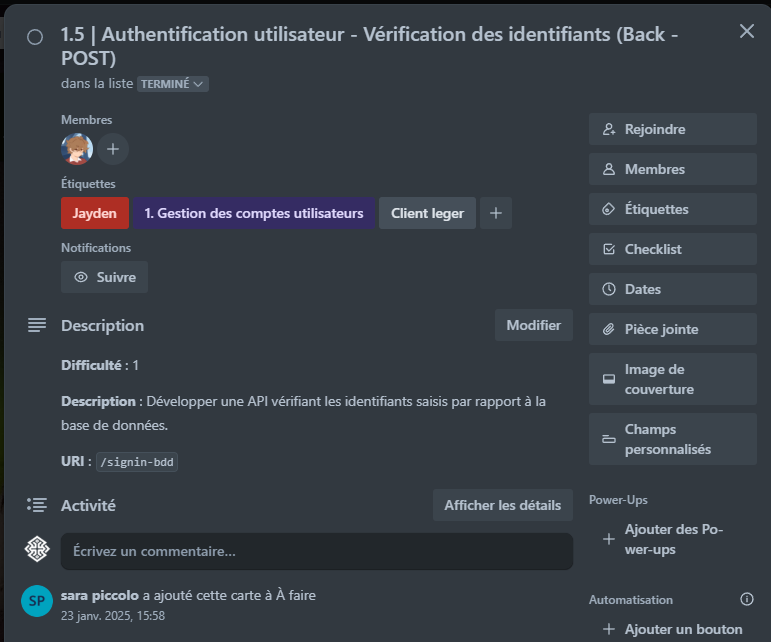 1.5 | Authentification utilisateur - Vérification des identifiants (Back -
POST)
dans la liste TERMINÉ
Membres
Étiquettes
Jayden 1. Gestion des comptes utilisateurs Client leger
Notifications
Suivre
Description Modifier
Difficulté : 1
Description : Développer une API vérifiant les identifiants saisis par rapport à la
base de données.
URI : /signin-bdd
Activité Afficher les détails
Écrivez un commentaire...
SP sara piccolo a ajouté cette carte à À faire
23 janv. 2025, 15:58
Rejoindre
Membres
Étiquettes
Checklist
Dates
Pièce jointe
Image de
couverture
Champs
personnalisés
Power-Ups
Ajouter des Po-
wer-ups
Automatisation
Ajouter un bouton